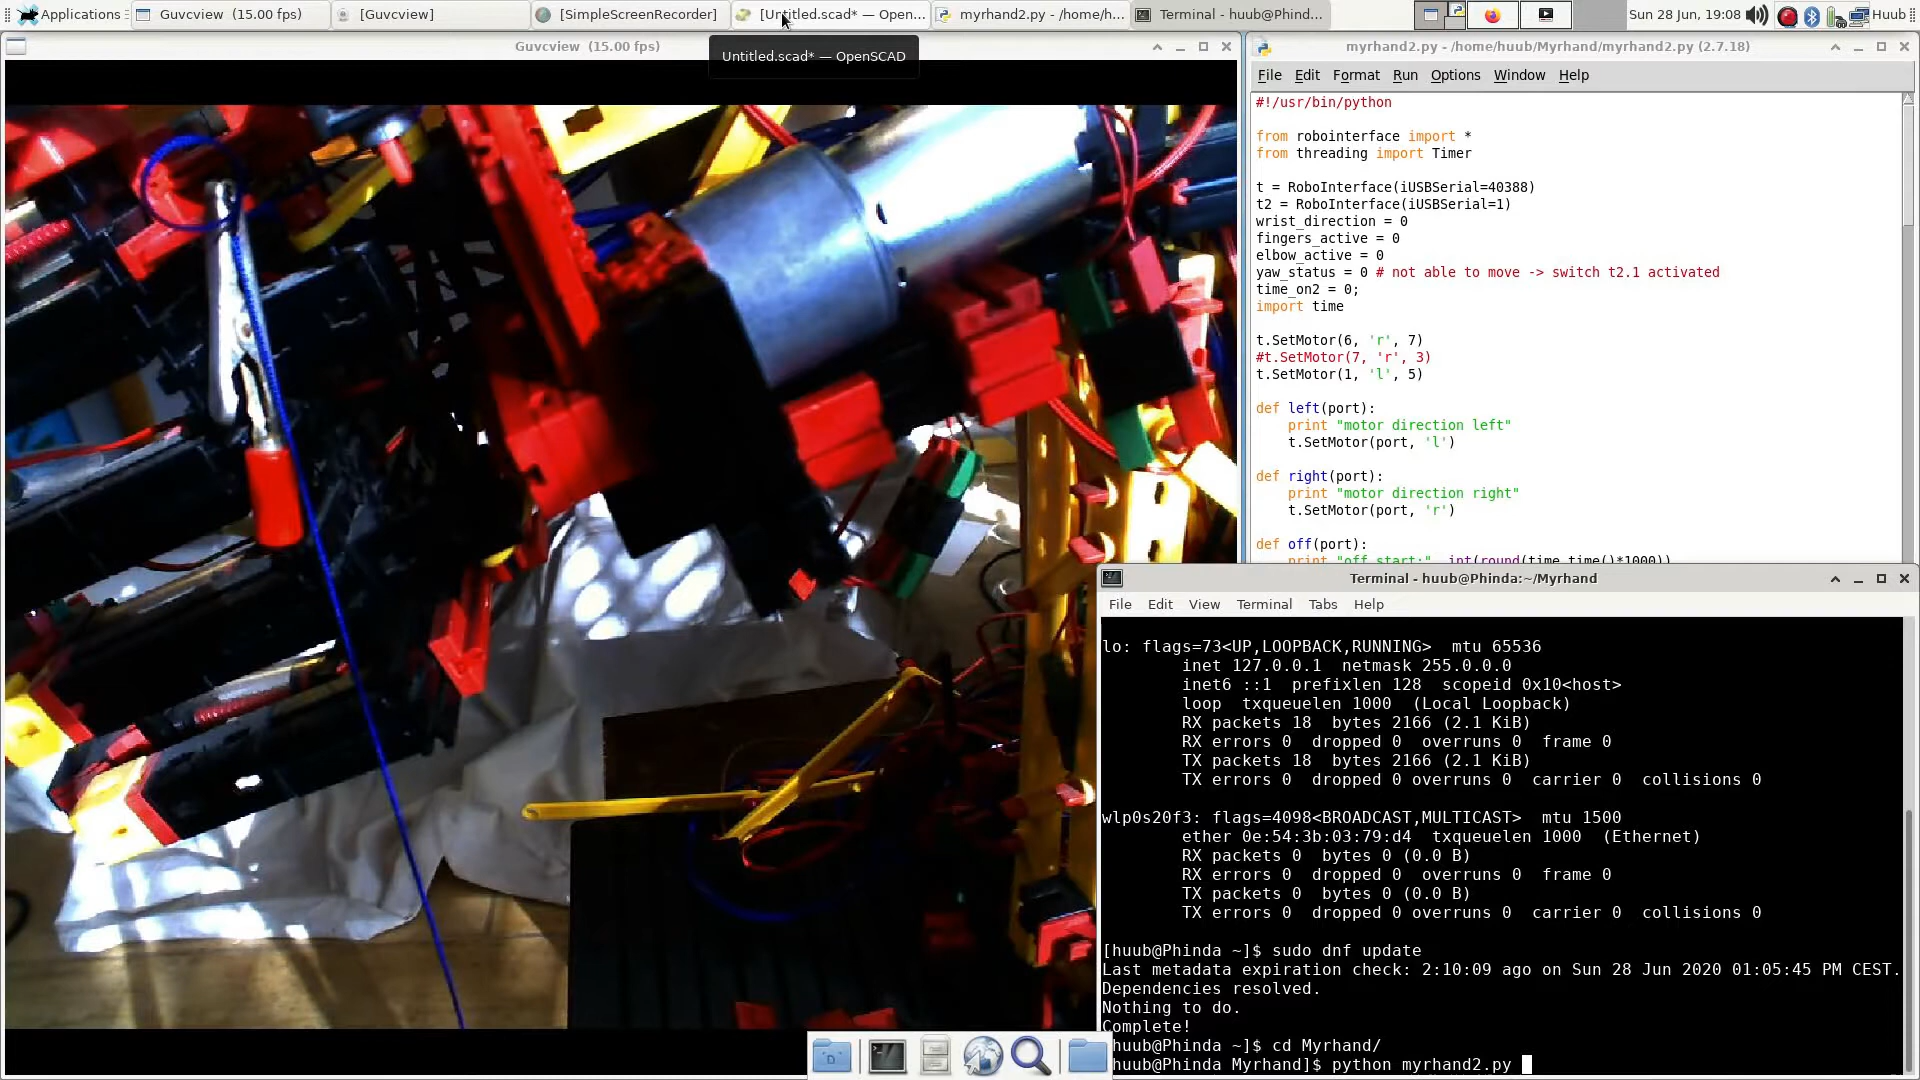 Applications
Guvcview (15.00 fps)
[Guvcview]
[SimpleScreenRecorder]
[Untitled.scad* — Open...
myrhand2.py - /home/h...
Terminal - huub@Phind...
Sun 28 Jun, 19:08
Huub
Guvcview (15.00 fps)
Untitled.scad* — OpenSCAD
myrhand2.py - /home/huub/Myrhand/myrhand2.py (2.7.18)
File Edit Format Run Options Window Help
#!/usr/bin/python
from robointerface import *
from threading import Timer
t = RoboInterface(iUSBSerial=40388)
t2 = RoboInterface(iUSBSerial=1)
wrist_direction = 0
fingers_active = 0
elbow_active = 0
yaw_status = 0 # not able to move -> switch t2.1 activated
time_on2 = 0;
import time
t.SetMotor(6, 'r', 7)
#t.SetMotor(7, 'r', 3)
t.SetMotor(1, 'l', 5)
def left(port):
print "motor direction left"
t.SetMotor(port, 'l')
def right(port):
print "motor direction right"
t.SetMotor(port, 'r')
def off(port):
print "off start:", int(round(time.time()*1000))
Terminal - huub@Phinda:~/Myrhand
File Edit View Terminal Tabs Help
lo: flags=73<UP,LOOPBACK,RUNNING> mtu 65536
inet 127.0.0.1 netmask 255.0.0.0
inet6 ::1 prefixlen 128 scopeid 0x10<host>
loop txqueuelen 1000 (Local Loopback)
RX packets 18 bytes 2166 (2.1 KiB)
RX errors 0 dropped 0 overruns 0 frame 0
TX packets 18 bytes 2166 (2.1 KiB)
TX errors 0 dropped 0 overruns 0 carrier 0 collisions 0
wlp0s20f3: flags=4098<BROADCAST,MULTICAST> mtu 1500
ether 0e:54:3b:03:79:d4 txqueuelen 1000 (Ethernet)
RX packets 0 bytes 0 (0.0 B)
RX errors 0 dropped 0 overruns 0 frame 0
TX packets 0 bytes 0 (0.0 B)
TX errors 0 dropped 0 overruns 0 carrier 0 collisions 0
[huub@Phinda ~]$ sudo dnf update
Last metadata expiration check: 2:10:09 ago on Sun 28 Jun 2020 01:05:45 PM CEST.
Dependencies resolved.
Nothing to do.
Complete!
huub@Phinda ~]$ cd Myrhand/
huub@Phinda Myrhand]$ python myrhand2.py